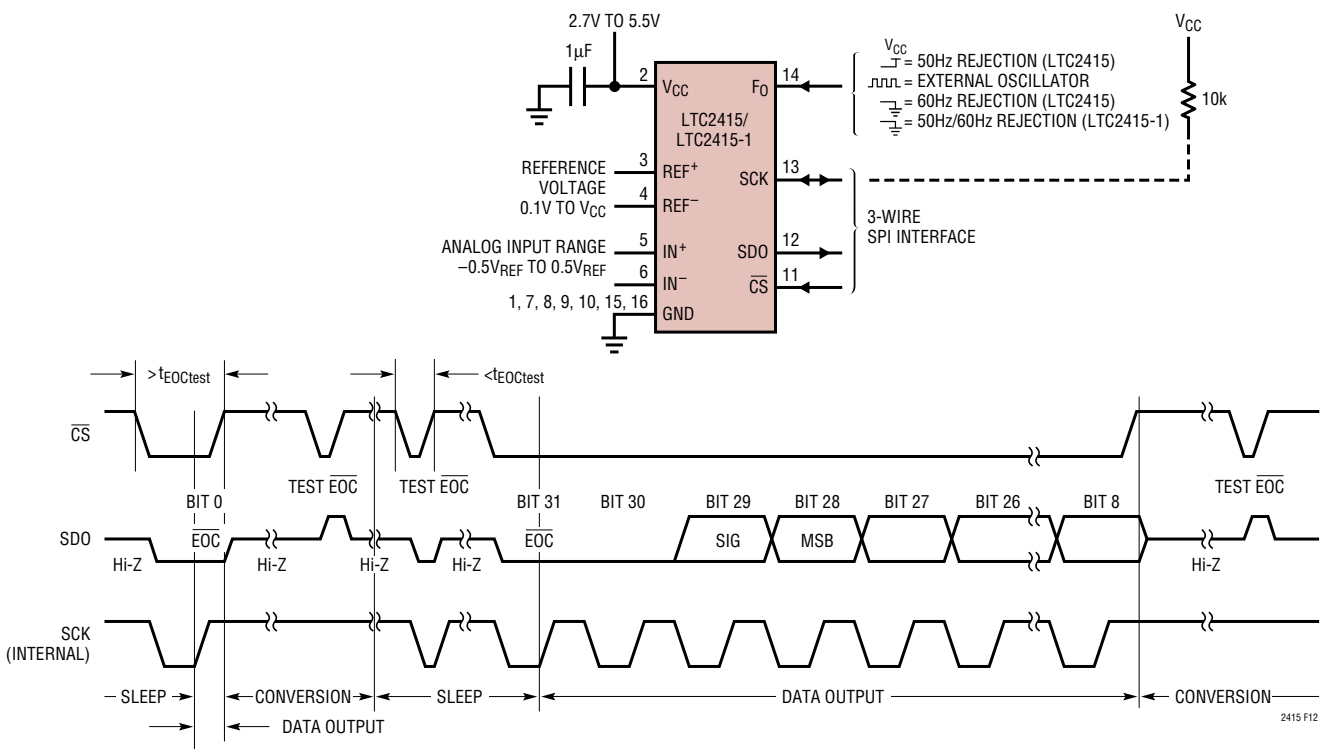 2.7V TO 5.5V
1µF
VCC
2
VCC
FO
14
LTC2415/
LTC2415-1
VCC
= 50Hz REJECTION (LTC2415)
= EXTERNAL OSCILLATOR
= 60Hz REJECTION (LTC2415)
= 50Hz/60Hz REJECTION (LTC2415-1)
10k
REFERENCE
VOLTAGE
0.1V TO VCC
3
REF+
4
REF−
SCK
13
3-WIRE
SPI INTERFACE
ANALOG INPUT RANGE
−0.5VREF TO 0.5VREF
5
IN+
6
IN−
SDO
12
CS
11
1, 7, 8, 9, 10, 15, 16
GND
>tEOCtest
<tEOCtest
CS
TEST EOC
TEST EOC
TEST EOC
BIT 0
BIT 31
BIT 30
BIT 29
BIT 28
BIT 27
BIT 26
BIT 8
SDO
EOC
EOC
SIG
MSB
Hi-Z
Hi-Z
Hi-Z
Hi-Z
Hi-Z
SCK
(INTERNAL)
SLEEP
CONVERSION
SLEEP
DATA OUTPUT
CONVERSION
DATA OUTPUT
2415 F12